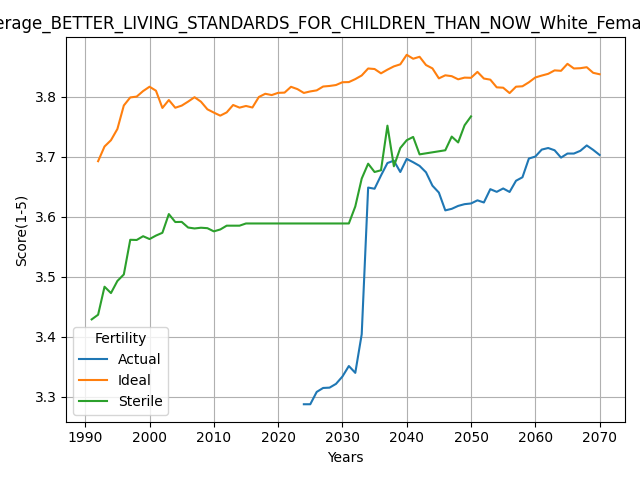 erage_BETTER_LIVING_STANDARDS_FOR_CHILDREN_THAN_NOW_White_Fema
3.8
3.7
3.6
3.5
3.4
3.3
Score(1-5)
Fertility
Actual
Ideal
Sterile
1990 2000 2010 2020 2030 2040 2050 2060 2070
Years